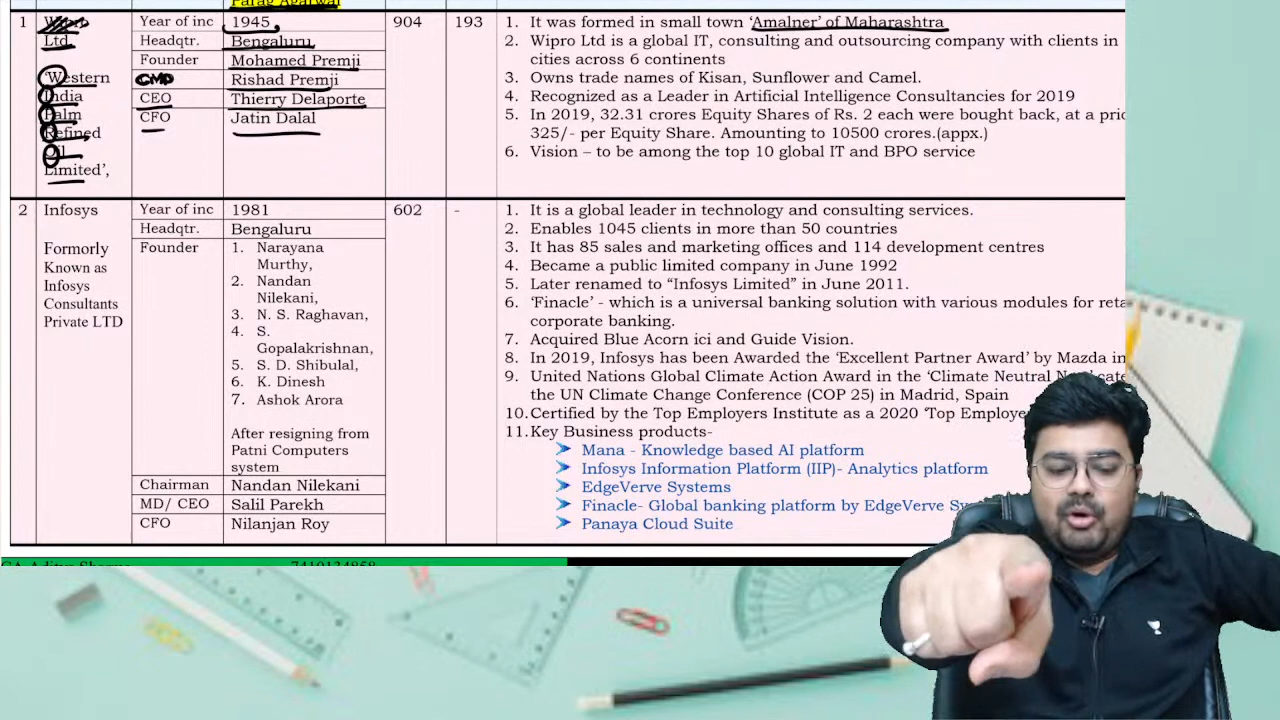 Parag Agarwal
1
Ltd
'Western
India
Palm
Refined
Oil
Limited',
Year of inc
1945
Headqtr.
Bengaluru
Founder
Mohamed Premji
Rishad Premji
CEO
Thierry Delaporte
CFO
Jatin Dalal
904
193
1. It was formed in small town 'Amalner' of Maharashtra
2. Wipro Ltd is a global IT, consulting and outsourcing company with clients in
cities across 6 continents
3. Owns trade names of Kisan, Sunflower and Camel.
4. Recognized as a Leader in Artificial Intelligence Consultancies for 2019
5. In 2019, 32.31 crores Equity Shares of Rs. 2 each were bought back, at a
325/- per Equity Share. Amounting to 10500 crores.(appx.)
6. Vision – to be among the top 10 global IT and BPO service
2
Infosys
Formorly
Known as
Infosys
Consultants
Private LTD
Year of inc
1981
Headqtr.
Bengaluru
Founder
1. Narayana
Murthy,
2. Nandan
Nilekani,
3. N. S. Raghavan,
4. S.
Gopalakrishnan,
5. S. D. Shibulal,
6. K. Dinesh
7. Ashok Arora
After resigning from
Patni Computers
system
Chairman
Nandan Nilekani
MD/ CEO
Salil Parekh
CFO
Nilanjan Roy
602
-
1. It is a global leader in technology and consulting services.
2. Enables 1045 clients in more than 50 countries
3. It has 85 sales and marketing offices and 114 development centres
4. Became a public limited company in June 1992
5. Later renamed to "Infosys Limited" in June 2011.
6. 'Finacle' - which is a universal banking solution with various modules for
corporate banking.
7. Acquired Blue Acorn ici and Guide Vision.
8. In 2019, Infosys has been Awarded the 'Excellent Partner Award' by Mazda in
9. United Nations Global Climate Action Award in the 'Climate Neutral
the UN Climate Change Conference (COP 25) in Madrid, Spain
10. Certified by the Top Employers Institute as a 2020 'Top
11. Key Business products-
Mana - Knowledge based AI platform
Infosys Information Platform (IIP)- Analytics platform
EdgeVerve Systems
Finacle- Global banking platform by EdgeVerve
Panaya Cloud Suite